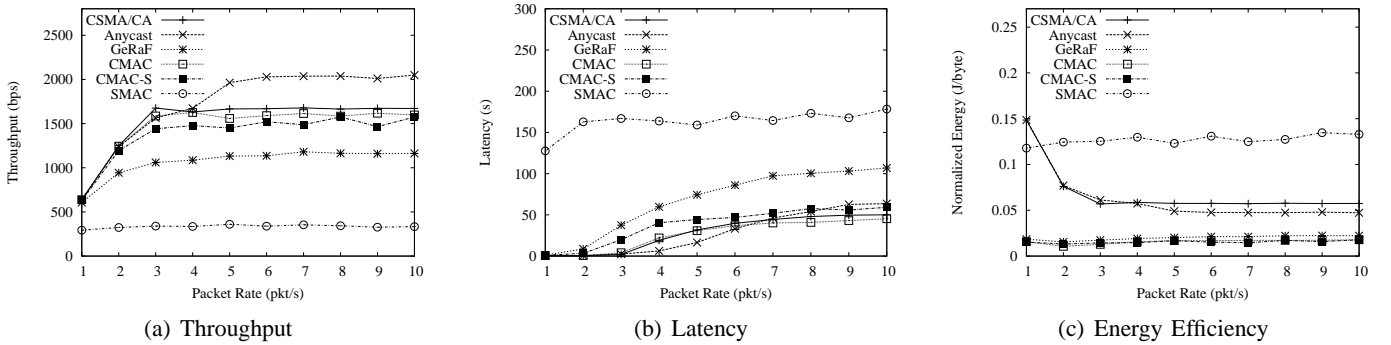 CSMA/CA
Anycast
GeRaF
CMAC
CMAC-S
SMAC
Throughput (bps)
2500
2000
1500
1000
500
0
1 2 3 4 5 6 7 8 9 10
Packet Rate (pkt/s)
(a) Throughput
CSMA/CA
Anycast
GeRaF
CMAC
CMAC-S
SMAC
Latency (s)
300
250
200
150
100
50
0
1 2 3 4 5 6 7 8 9 10
Packet Rate (pkt/s)
(b) Latency
CSMA/CA
Anycast
GeRaF
CMAC
CMAC-S
SMAC
Normalized Energy (J/byte)
0.25
0.2
0.15
0.1
0.05
0
1 2 3 4 5 6 7 8 9 10
Packet Rate (pkt/s)
(c) Energy Efficiency